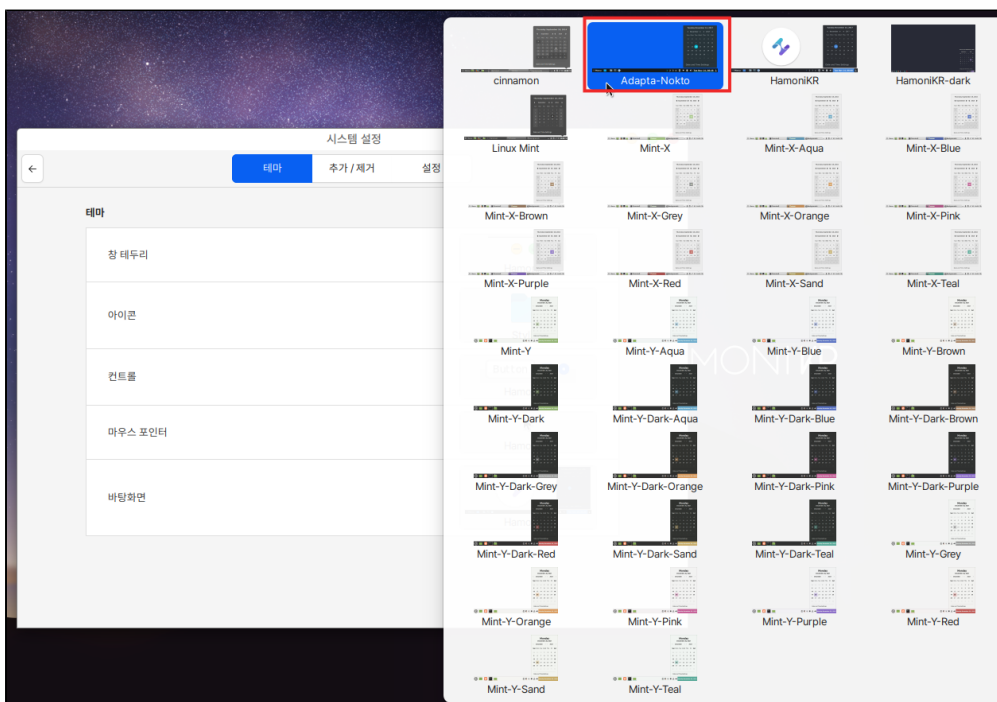 시스템 설정
←
테마
추가 / 제거
설정
테마
창 테두리
아이콘
컨트롤
마우스 포인터
바탕화면
cinnamon
Adapta-Nokto
HamoniKR
HamoniKR-dark
Linux Mint
Mint-X
Mint-X-Aqua
Mint-X-Blue
Mint-X-Brown
Mint-X-Grey
Mint-X-Orange
Mint-X-Pink
Mint-X-Purple
Mint-X-Red
Mint-X-Sand
Mint-X-Teal
Mint-Y
Mint-Y-Aqua
Mint-Y-Blue
Mint-Y-Brown
Mint-Y-Dark
Mint-Y-Dark-Aqua
Mint-Y-Dark-Blue
Mint-Y-Dark-Brown
Mint-Y-Dark-Grey
Mint-Y-Dark-Orange
Mint-Y-Dark-Pink
Mint-Y-Dark-Purple
Mint-Y-Dark-Red
Mint-Y-Dark-Sand
Mint-Y-Dark-Teal
Mint-Y-Grey
Mint-Y-Orange
Mint-Y-Pink
Mint-Y-Purple
Mint-Y-Red
Mint-Y-Sand
Mint-Y-Teal